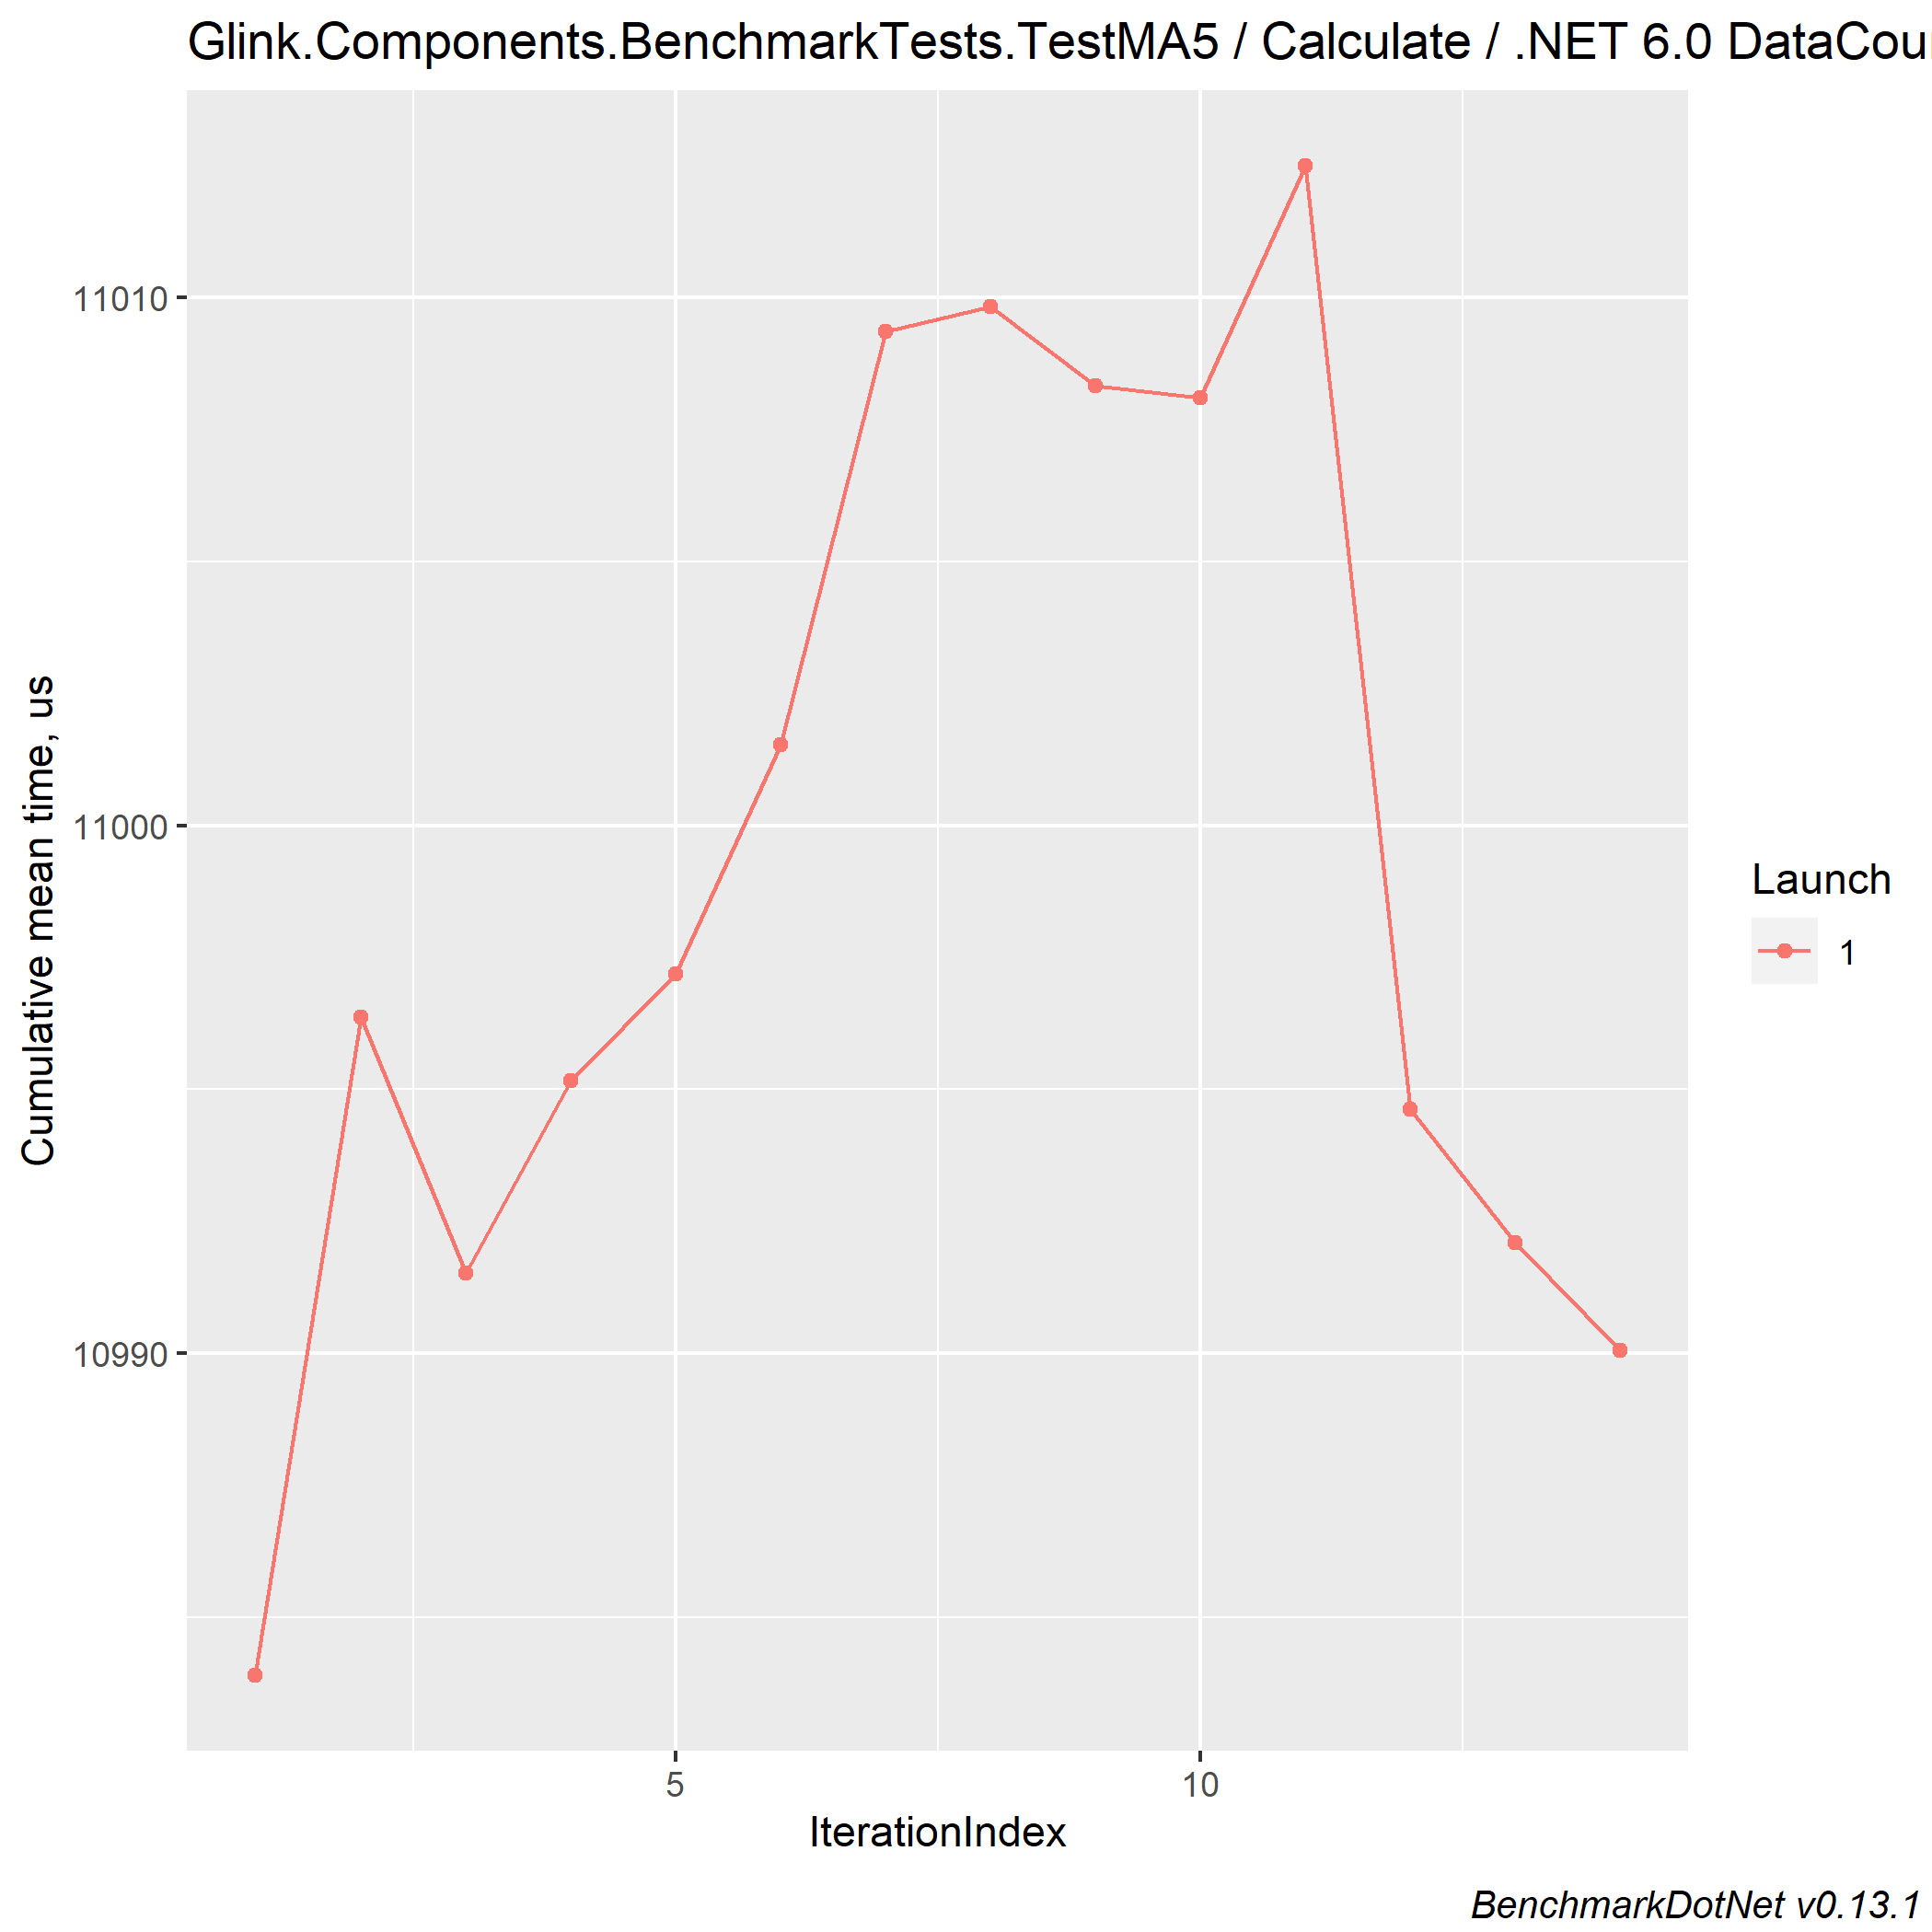 Glink.Components.BenchmarkTests.TestMA5 / Calculate / .NET 6.0 DataCou
Cumulative mean time, us
11010
11000
10990
5
10
IterationIndex
Launch
1
BenchmarkDotNet v0.13.1